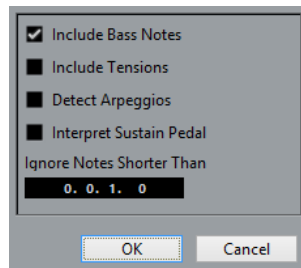 Include Bass Notes
Include Tensions
Detect Arpeggios
Interpret Sustain Pedal
Ignore Notes Shorter Than
0. 0. 1. 0
OK Cancel